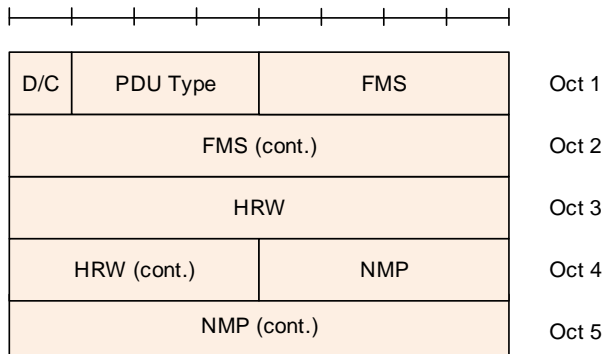 D/C PDU Type FMS Oct 1
FMS (cont.) Oct 2
HRW Oct 3
HRW (cont.) NMP Oct 4
NMP (cont.) Oct 5